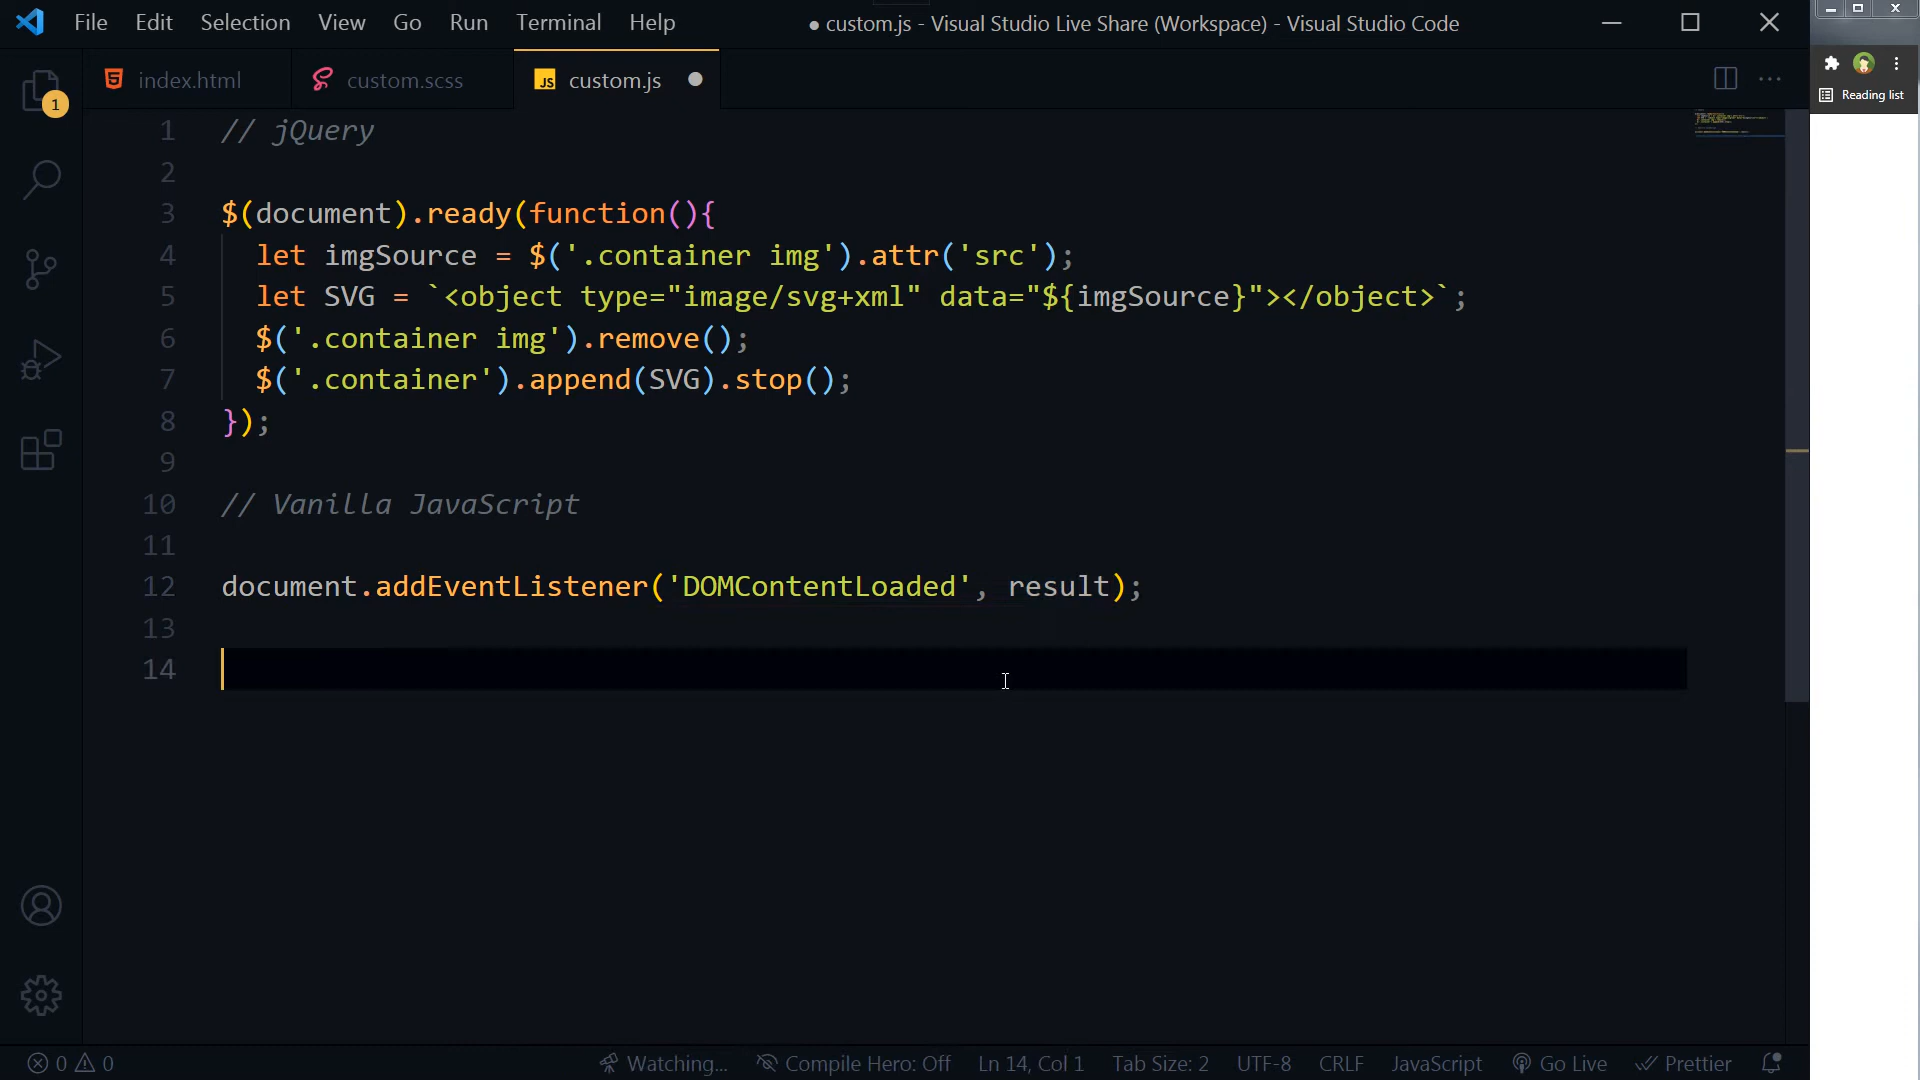 File Edit Selection View Go Run Terminal Help ● custom.js - Visual Studio Live Share (Workspace) - Visual Studio Code
index.html custom.scss JS custom.js ●
Reading list
1
1 // jQuery
2
3 $(document).ready(function(){
4 let imgSource = $('.container img').attr('src');
5 let SVG = `<object type="image/svg+xml" data="${imgSource}"></object>`;
6 $('.container img').remove();
7 $('.container').append(SVG).stop();
8 });
9
10 // Vanilla JavaScript
11
12 document.addEventListener('DOMContentLoaded', result);
13
14
0 0 Watching... Compile Hero: Off Ln 14, Col 1 Tab Size: 2 UTF-8 CRLF JavaScript Go Live Prettier